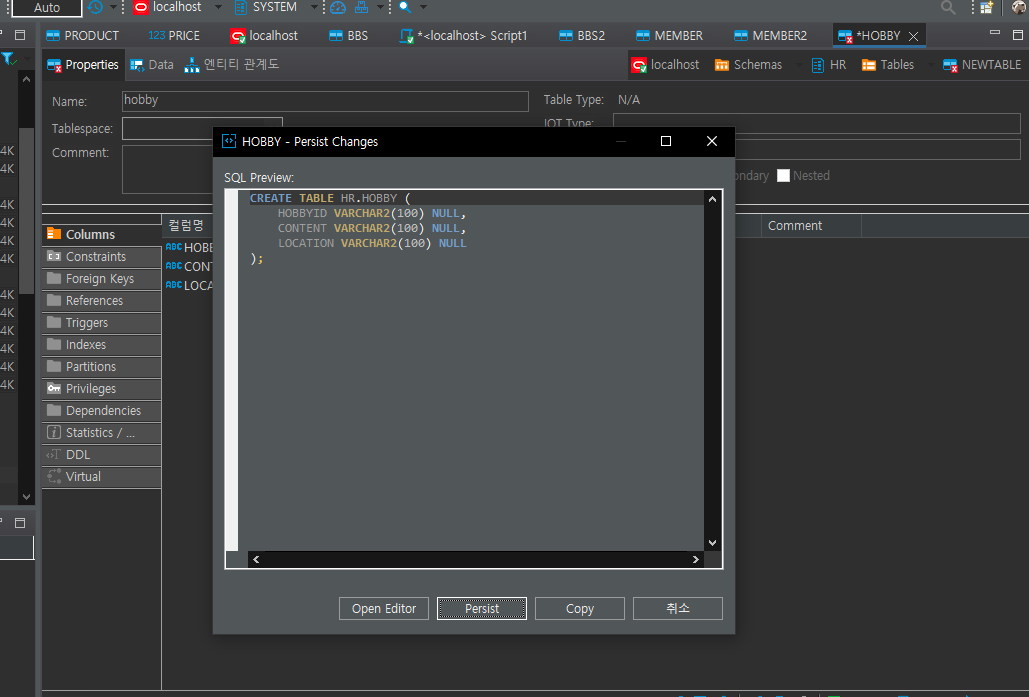 Auto localhost SYSTEM
PRODUCT 123 PRICE localhost BBS *<localhost> Script1 BBS2 MEMBER MEMBER2 *HOBBY
Properties Data 엔티티 관계도 localhost Schemas HR Tables NEWTABLE
Name: hobby Table Type: N/A
Tablespace: IOT Type:
Comment:
ondary Nested
HOBBY - Persist Changes
SQL Preview:
CREATE TABLE HR.HOBBY (
HOBBYID VARCHAR2(100) NULL,
CONTENT VARCHAR2(100) NULL,
LOCATION VARCHAR2(100) NULL
);
Open Editor Persist Copy 취소
Columns
Constraints
Foreign Keys
References
Triggers
Indexes
Partitions
Privileges
Dependencies
Statistics / ...
DDL
Virtual
컬럼명 Comment
ABC HOBB
ABC CONT
ABC LOCA
4K
4K
4K
4K
4K
4K
4K
4K
4K
4K
4K
4K